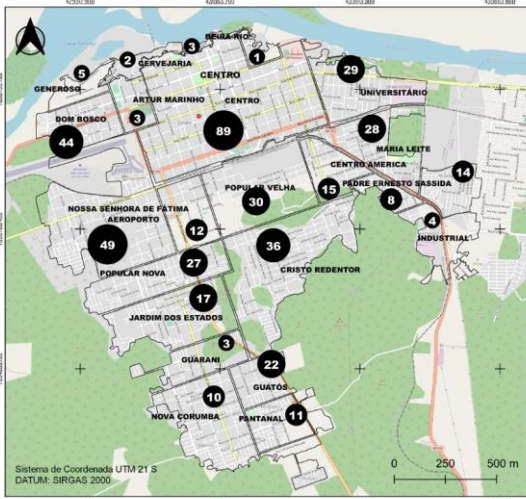 BEIRA RIO
3
2
1
CERVEJARIA
5
CENTRO
29
GENEROSO
ARTUR MARINHO
CENTRO
UNIVERSITÁRIO
DOM BOSCO
3
44
89
28
MARIA LEITE
CENTRO AMERICA
14
POPULAR VELHA
PADRE ERNESTO SASSIDA
15
30
8
NOSSA SENHORA DE FÁTIMA
AEROPORTO
4
12
INDUSTRIAL
49
36
27
CRISTO REDENTOR
POPULAR NOVA
17
JARDIM DOS ESTADOS
3
GUARANI
22
GUATÓS
10
NOVA CORUMBÁ
PANTANAL
11
Sistema de Coordenada UTM 21 S
DATUM: SIRGAS 2000
0 250 500 m